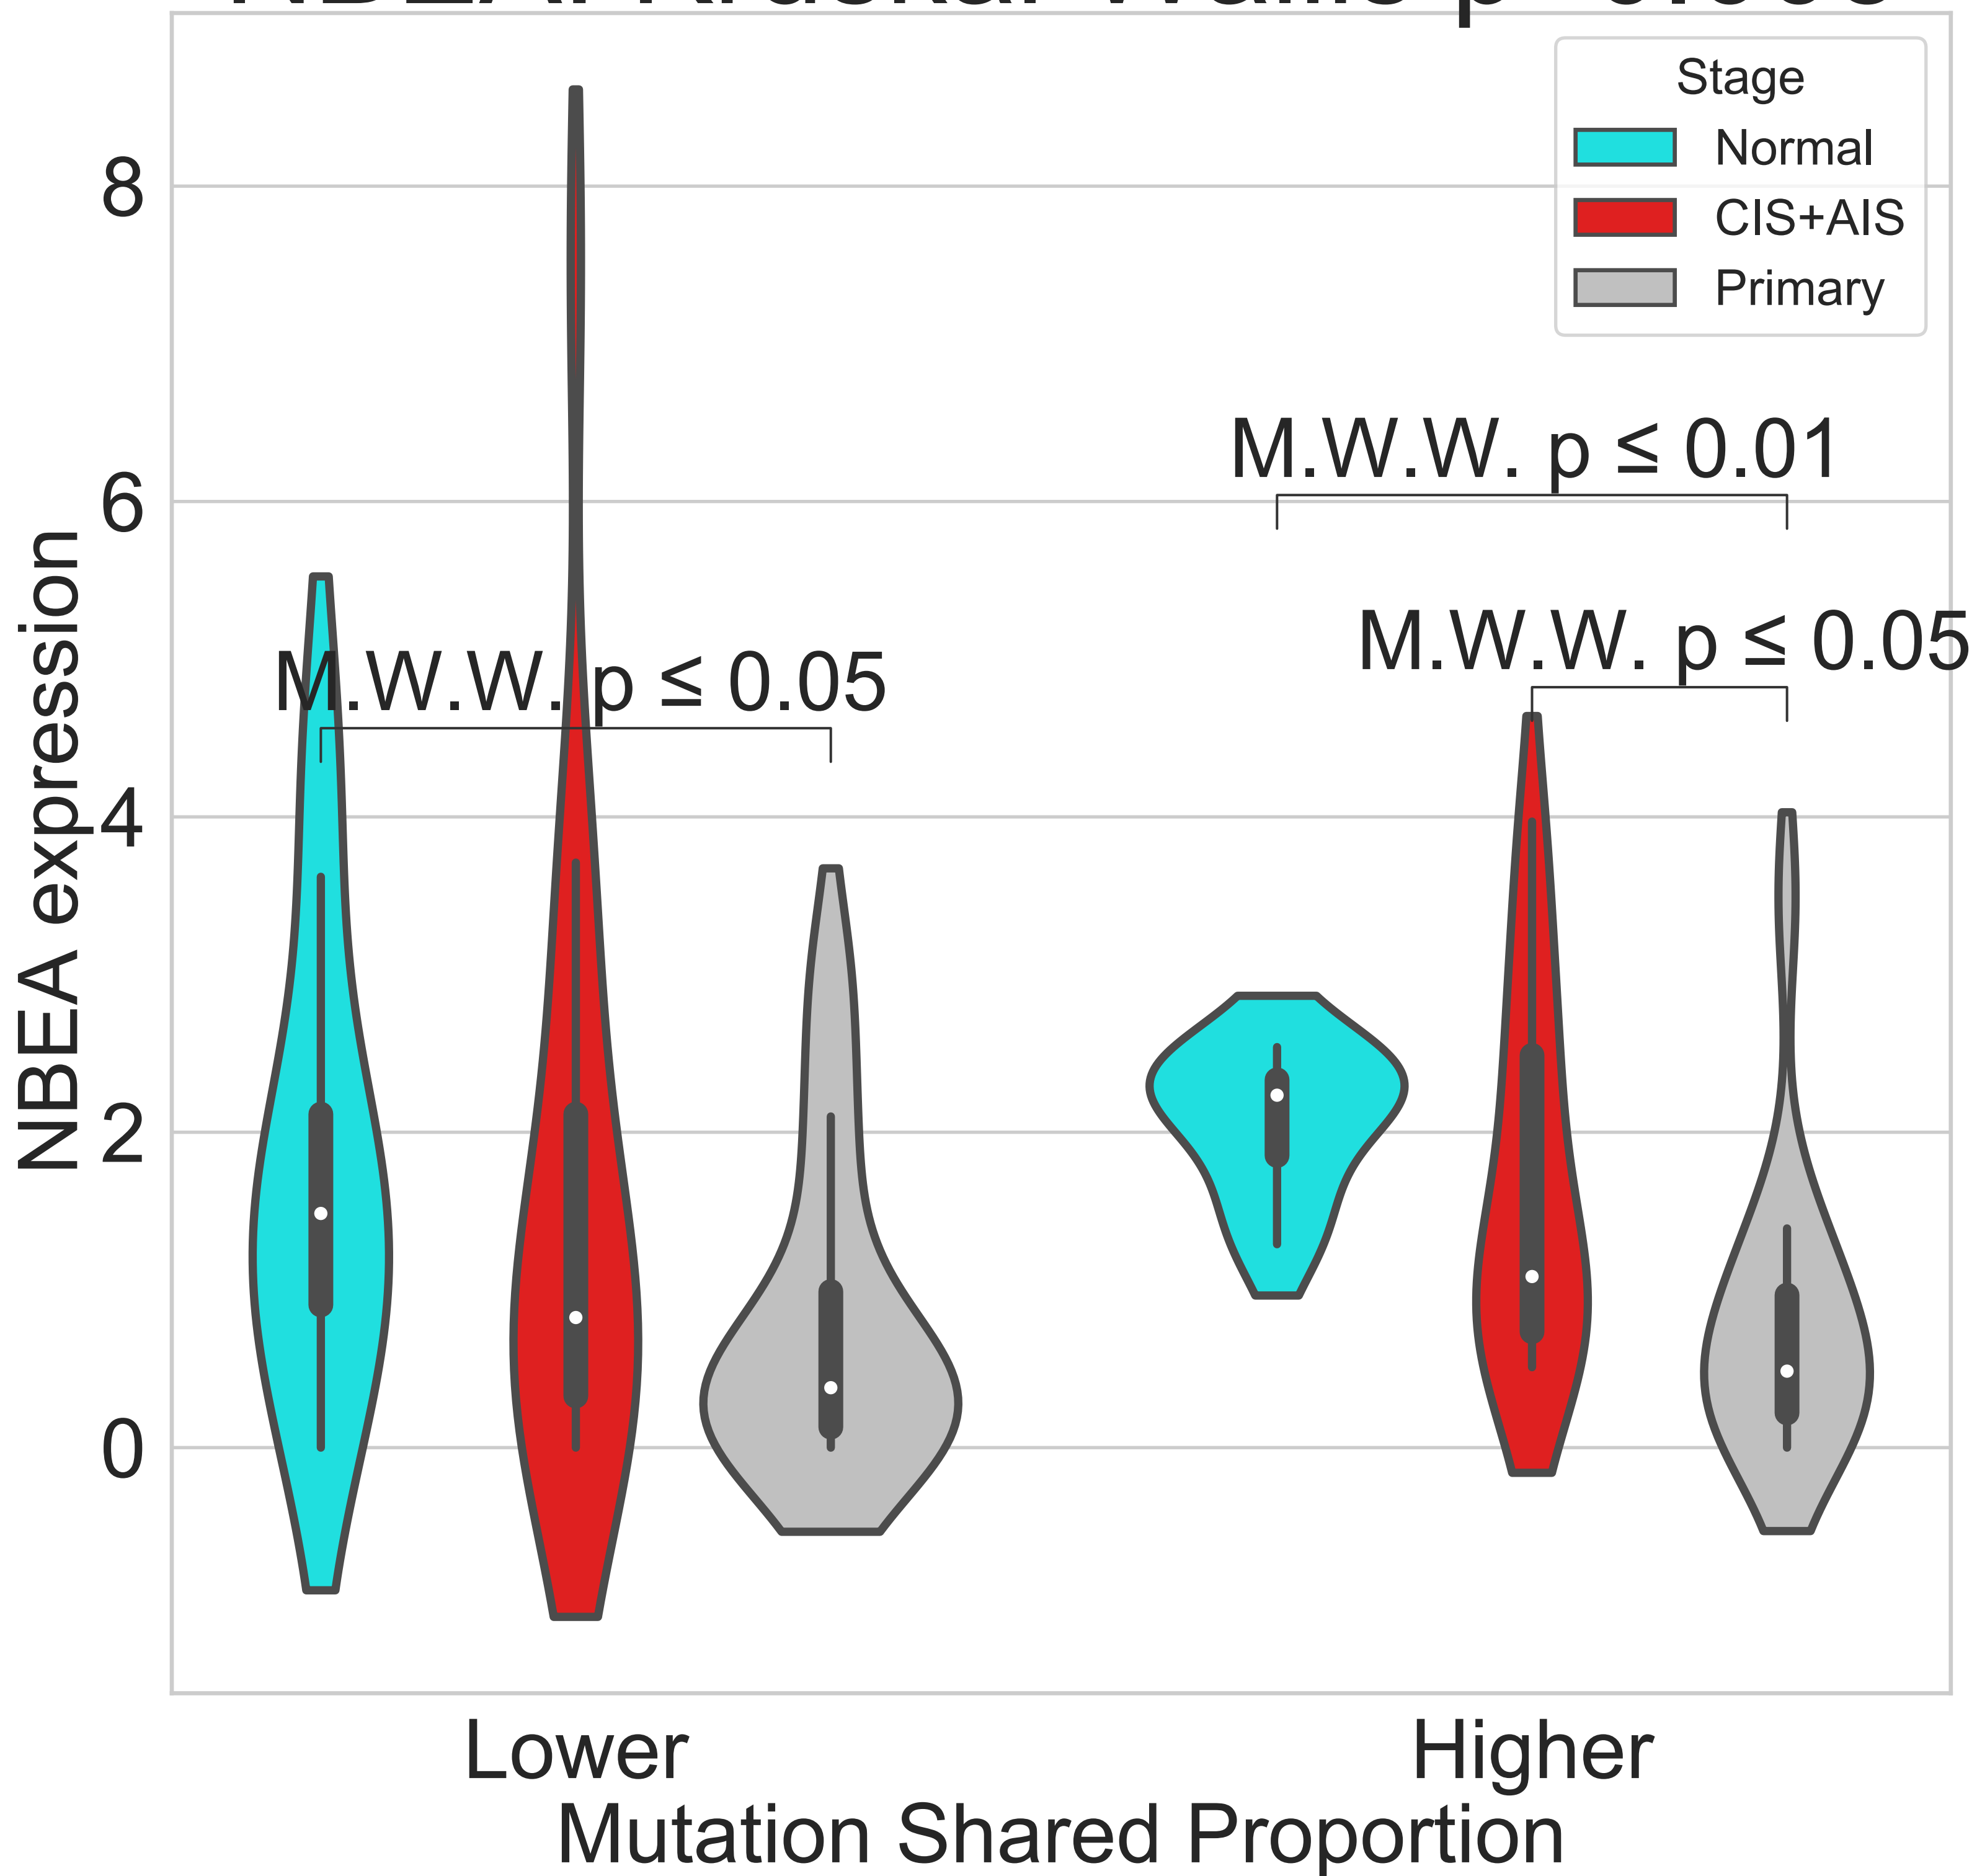 Stage
Normal
CIS+AIS
Primary
8
6
4
2
0
NBEA expression
M.W.W. p ≤ 0.01
M.W.W. p ≤ 0.05
M.W.W. p ≤ 0.05
Lower
Higher
Mutation Shared Proportion